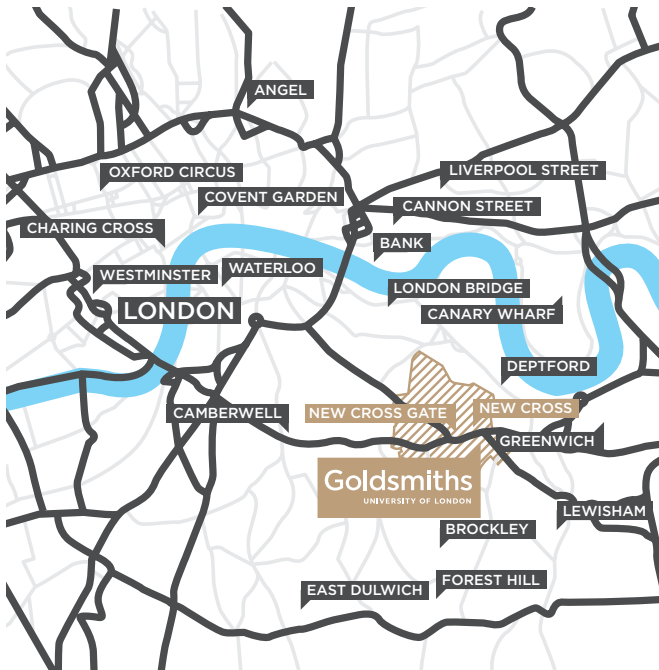 ANGEL
OXFORD CIRCUS
LIVERPOOL STREET
COVENT GARDEN
CANNON STREET
CHARING CROSS
BANK
WESTMINSTER
WATERLOO
LONDON BRIDGE
LONDON
CANARY WHARF
DEPTFORD
CAMBERWELL
NEW CROSS GATE
NEW CROSS
GREENWICH
Goldsmiths
UNIVERSITY OF LONDON
LEWISHAM
BROCKLEY
FOREST HILL
EAST DULWICH